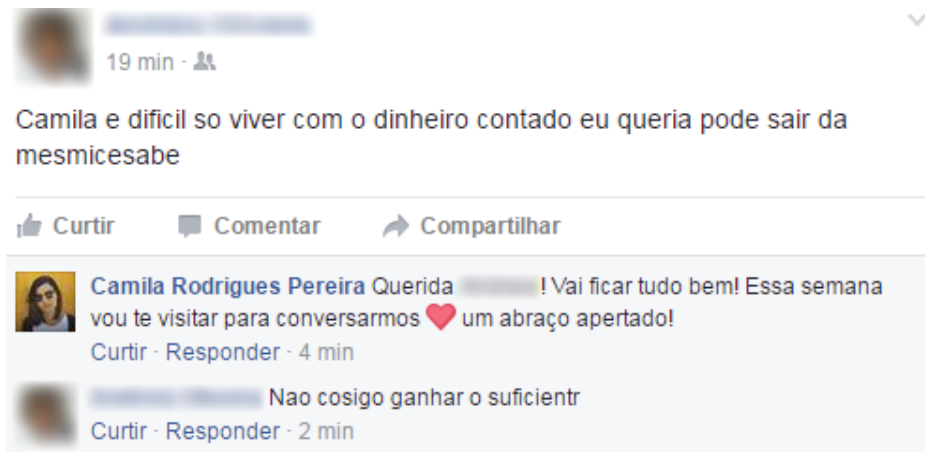 19 min ·
Camila e dificil so viver com o dinheiro contado eu queria pode sair da
mesmicesabe
Curtir Comentar Compartilhar
Camila Rodrigues Pereira Querida ! Vai ficar tudo bem! Essa semana
vou te visitar para conversarmos ❤ um abraço apertado!
Curtir · Responder · 4 min
Nao cosigo ganhar o suficientr
Curtir · Responder · 2 min